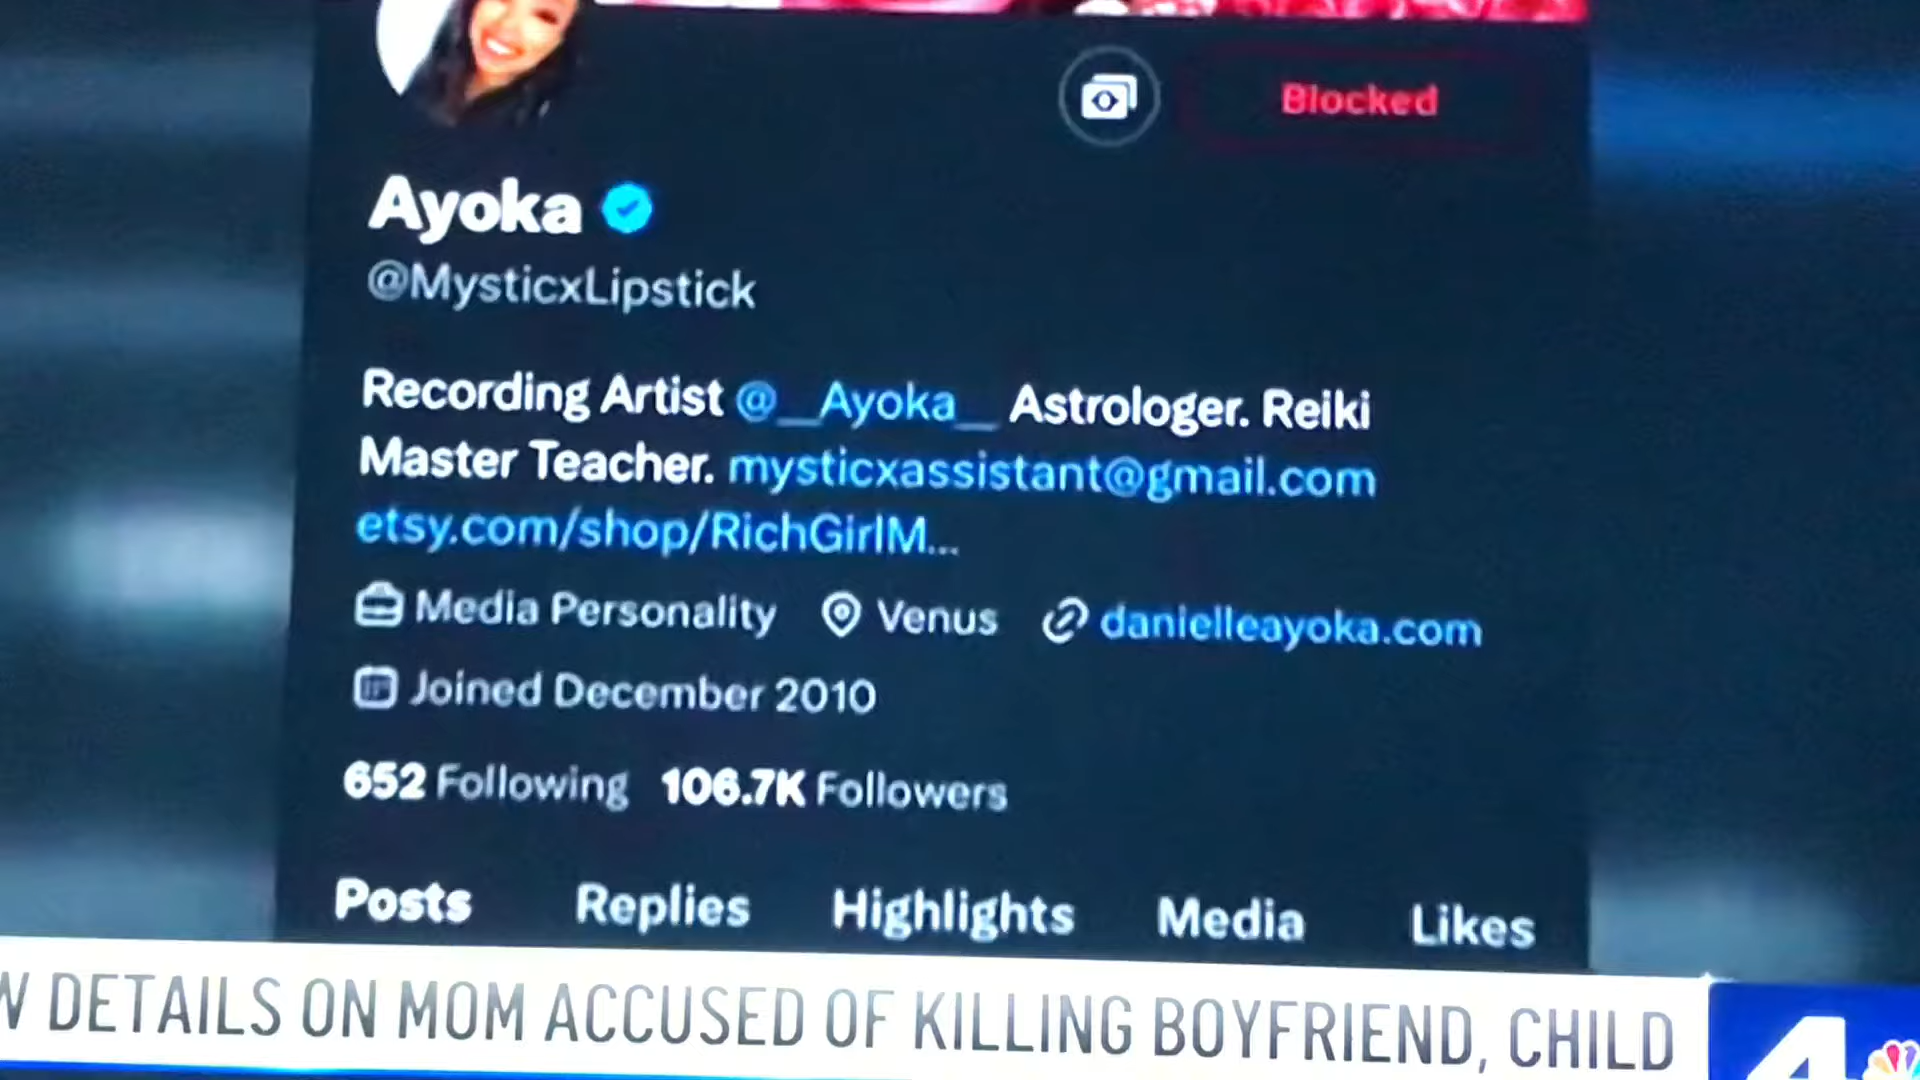 Blocked
Ayoka
@MysticxLipstick
Recording Artist @__Ayoka__ Astrologer. Reiki
Master Teacher. mysticxassistant@gmail.com
etsy.com/shop/RichGirlM...
Media Personality Venus danielleayoka.com
Joined December 2010
652 Following 106.7K Followers
Posts Replies Highlights Media Likes
W DETAILS ON MOM ACCUSED OF KILLING BOYFRIEND, CHILD
4